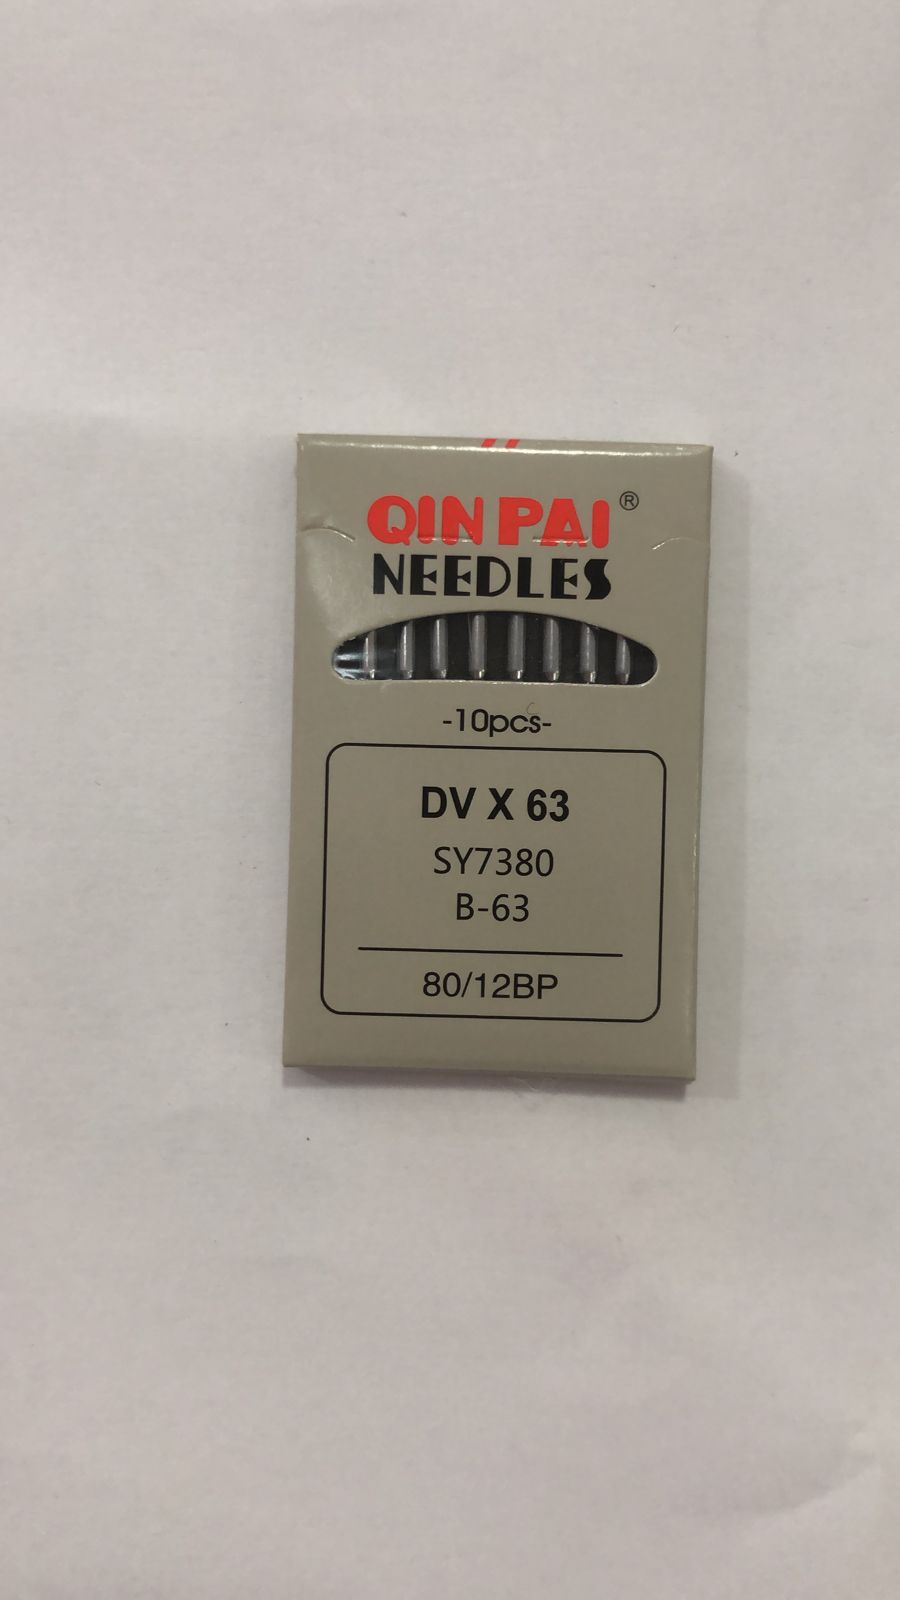 QIN PAI ®
NEEDLES
-10pcs-
DV X 63
SY7380
B-63
80/12BP